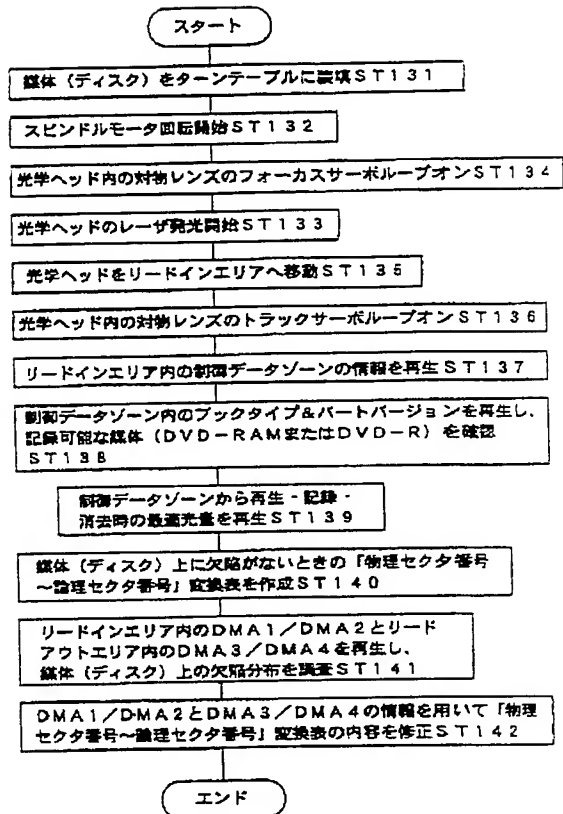 スタート
媒体（ディスク）をターンテーブルに装填ST131
スピンドルモータ回転開始ST132
光学ヘッド内の対物レンズのフォーカスサーボループオンST134
光学ヘッドのレーザ発光開始ST133
光学ヘッドをリードインエリアへ移動ST135
光学ヘッド内の対物レンズのトラックサーボループオンST136
リードインエリア内の制御データゾーンの情報を再生ST137
制御データゾーン内のブックタイプ&パートバージョンを再生し、
記録可能な媒体（DVD－RAMまたはDVD－R）を確認
ST138
制御データゾーンから再生・記録・
消去時の最適光量を再生ST139
媒体（ディスク）上に欠陥がないときの「物理セクタ番号
～論理セクタ番号」変換表を作成ST140
リードインエリア内のDMA1／DMA2とリード
アウトエリア内のDMA3／DMA4を再生し、
媒体（ディスク）上の欠陥分布を調査ST141
DMA1／DMA2とDMA3／DMA4の情報を用いて「物理
セクタ番号～論理セクタ番号」変換表の内容を修正ST142
エンド